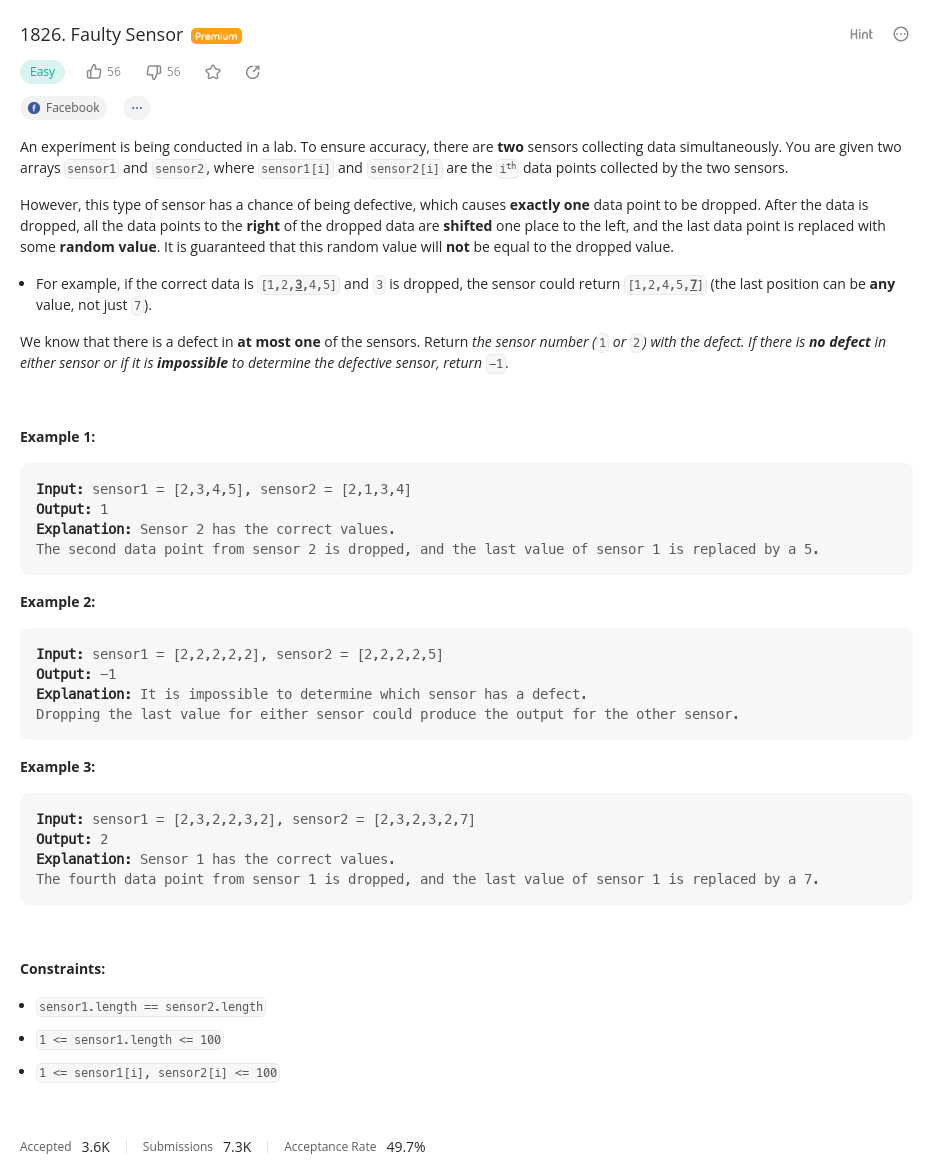 1826. Faulty Sensor Premium Hint
Easy 56 56
Facebook ...
An experiment is being conducted in a lab. To ensure accuracy, there are two sensors collecting data simultaneously. You are given two
arrays sensor1 and sensor2, where sensor1[i] and sensor2[i] are the ith data points collected by the two sensors.
However, this type of sensor has a chance of being defective, which causes exactly one data point to be dropped. After the data is
dropped, all the data points to the right of the dropped data are shifted one place to the left, and the last data point is replaced with
some random value. It is guaranteed that this random value will not be equal to the dropped value.
• For example, if the correct data is [1,2,3,4,5] and 3 is dropped, the sensor could return [1,2,4,5,7] (the last position can be any
value, not just 7).
We know that there is a defect in at most one of the sensors. Return the sensor number (1 or 2) with the defect. If there is no defect in
either sensor or if it is impossible to determine the defective sensor, return -1.
Example 1:
Input: sensor1 = [2,3,4,5], sensor2 = [2,1,3,4]
Output: 1
Explanation: Sensor 2 has the correct values.
The second data point from sensor 2 is dropped, and the last value of sensor 1 is replaced by a 5.
Example 2:
Input: sensor1 = [2,2,2,2,2], sensor2 = [2,2,2,2,5]
Output: -1
Explanation: It is impossible to determine which sensor has a defect.
Dropping the last value for either sensor could produce the output for the other sensor.
Example 3:
Input: sensor1 = [2,3,2,2,3,2], sensor2 = [2,3,2,3,2,7]
Output: 2
Explanation: Sensor 1 has the correct values.
The fourth data point from sensor 1 is dropped, and the last value of sensor 1 is replaced by a 7.
Constraints:
• sensor1.length == sensor2.length
• 1 <= sensor1.length <= 100
• 1 <= sensor1[i], sensor2[i] <= 100
Accepted 3.6K Submissions 7.3K Acceptance Rate 49.7%